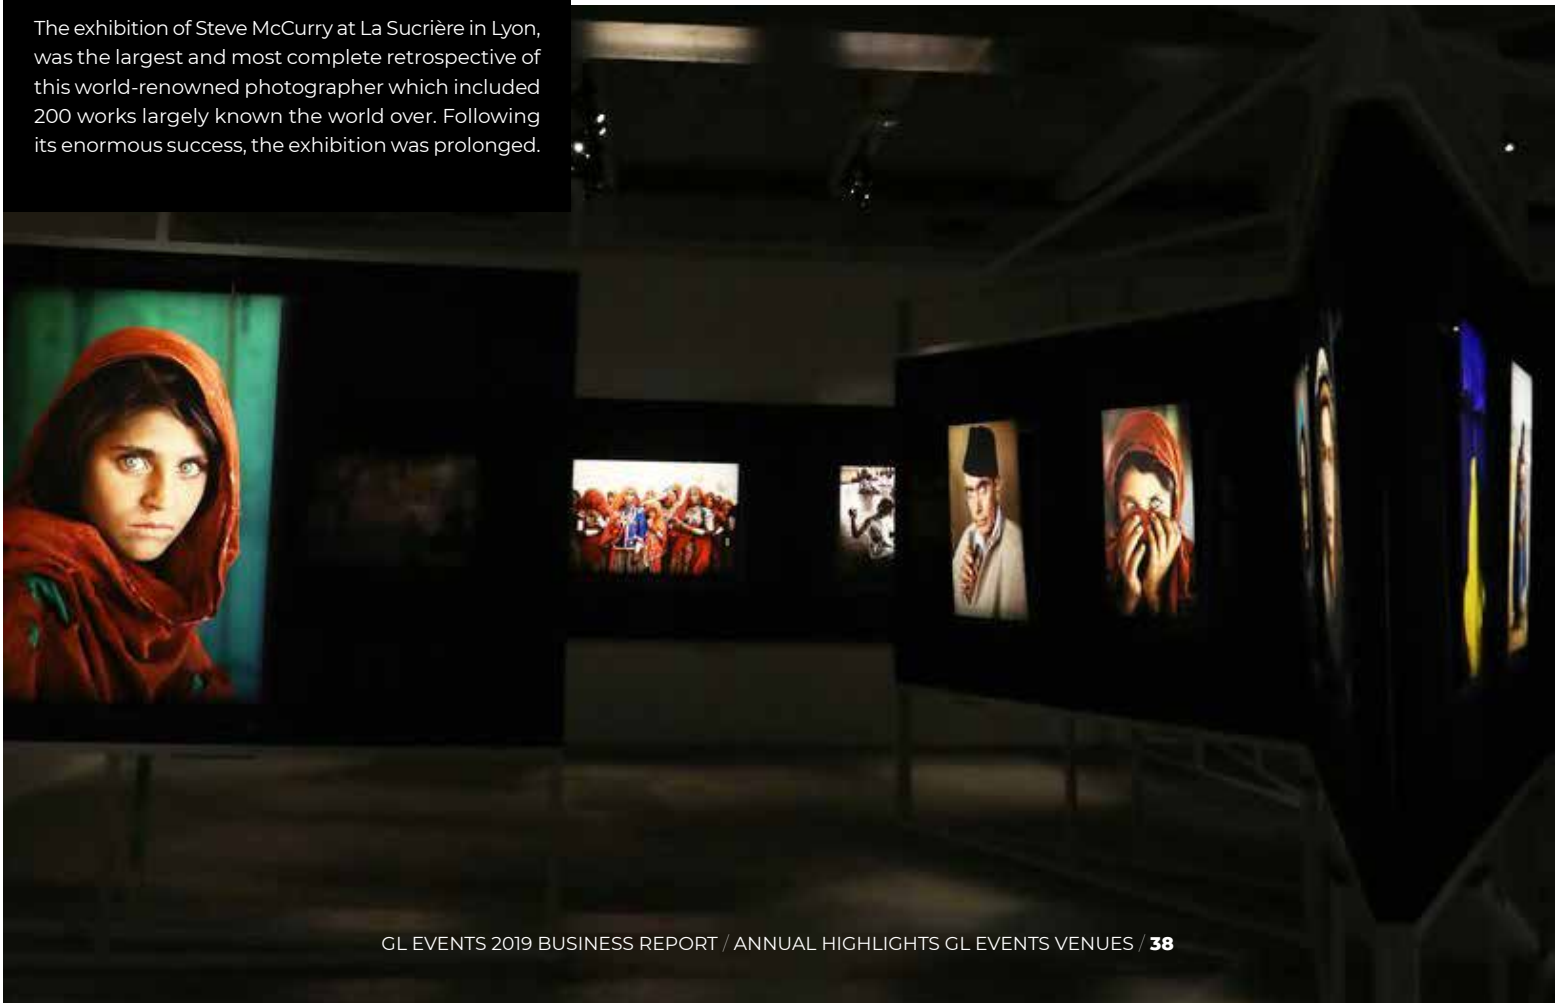 The exhibition of Steve McCurry at La Sucrière in Lyon,
was the largest and most complete retrospective of
this world-renowned photographer which included
200 works largely known the world over. Following
its enormous success, the exhibition was prolonged.
GL EVENTS 2019 BUSINESS REPORT / ANNUAL HIGHLIGHTS GL EVENTS VENUES / 38